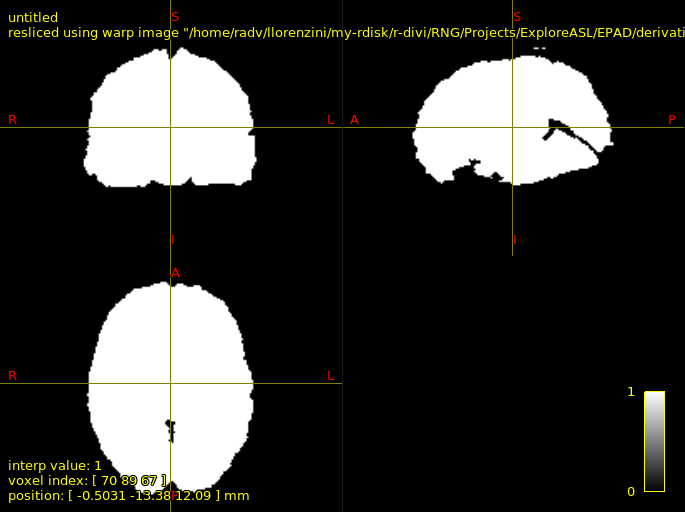 untitled
resliced using warp image "/home/radv/llorenzini/my-rdisk/r-divi/RNG/Projects/ExploreASL/EPAD/derivati
S
S
R
L
A
P
I
I
A
R
L
1
0
interp value: 1
voxel index: [ 70 89 67 ]
position: [ -0.5031 -13.38 12.09 ] mm